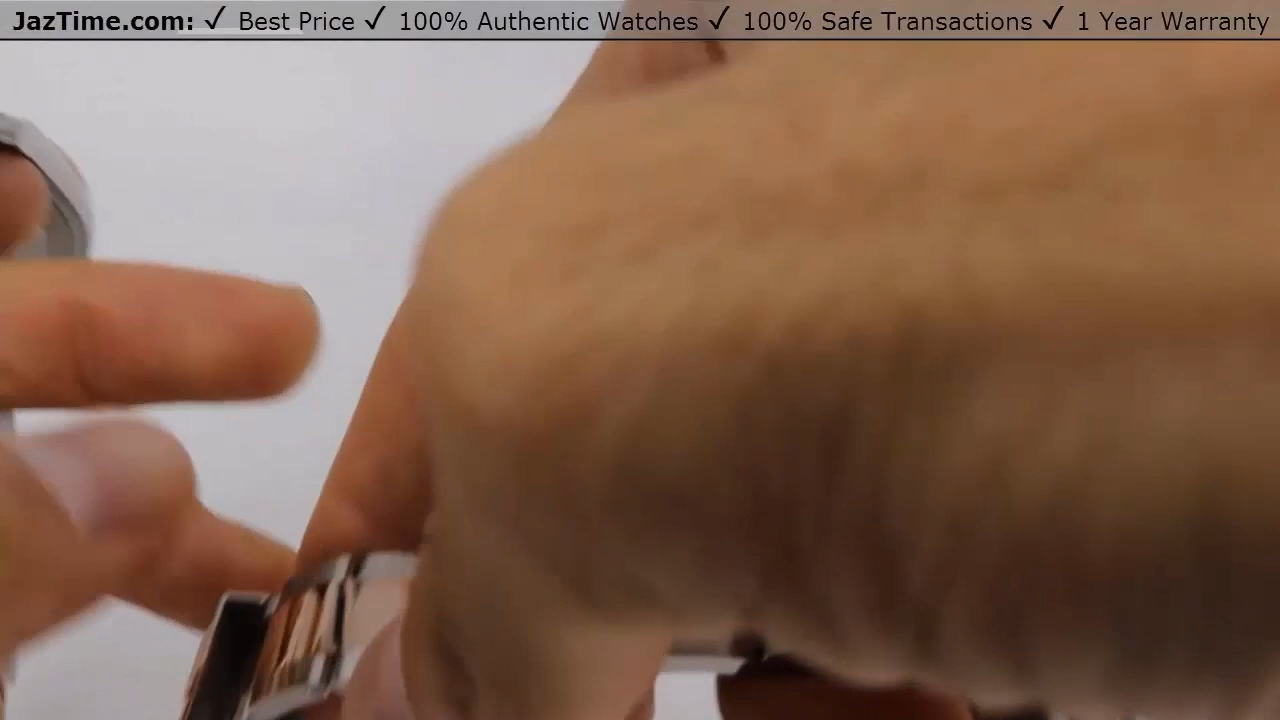 JazTime.com: ✓ Best Price ✓ 100% Authentic Watches ✓ 100% Safe Transactions ✓ 1 Year Warranty